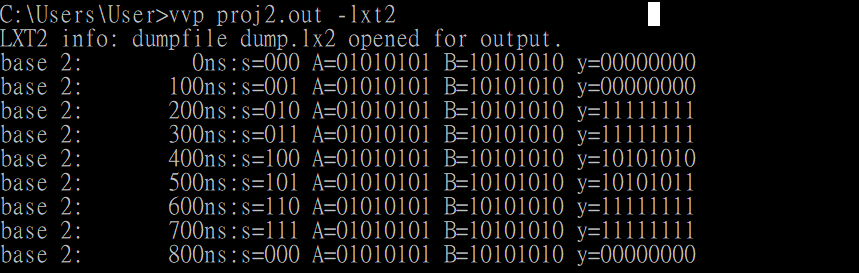 C:\Users\User>vvp proj2.out -lxt2
LXT2 info: dumpfile dump.lx2 opened for output.
base 2:         0ns:s=000 A=01010101 B=10101010 y=00000000
base 2:       100ns:s=001 A=01010101 B=10101010 y=00000000
base 2:       200ns:s=010 A=01010101 B=10101010 y=11111111
base 2:       300ns:s=011 A=01010101 B=10101010 y=11111111
base 2:       400ns:s=100 A=01010101 B=10101010 y=10101010
base 2:       500ns:s=101 A=01010101 B=10101010 y=10101011
base 2:       600ns:s=110 A=01010101 B=10101010 y=11111111
base 2:       700ns:s=111 A=01010101 B=10101010 y=11111111
base 2:       800ns:s=000 A=01010101 B=10101010 y=00000000